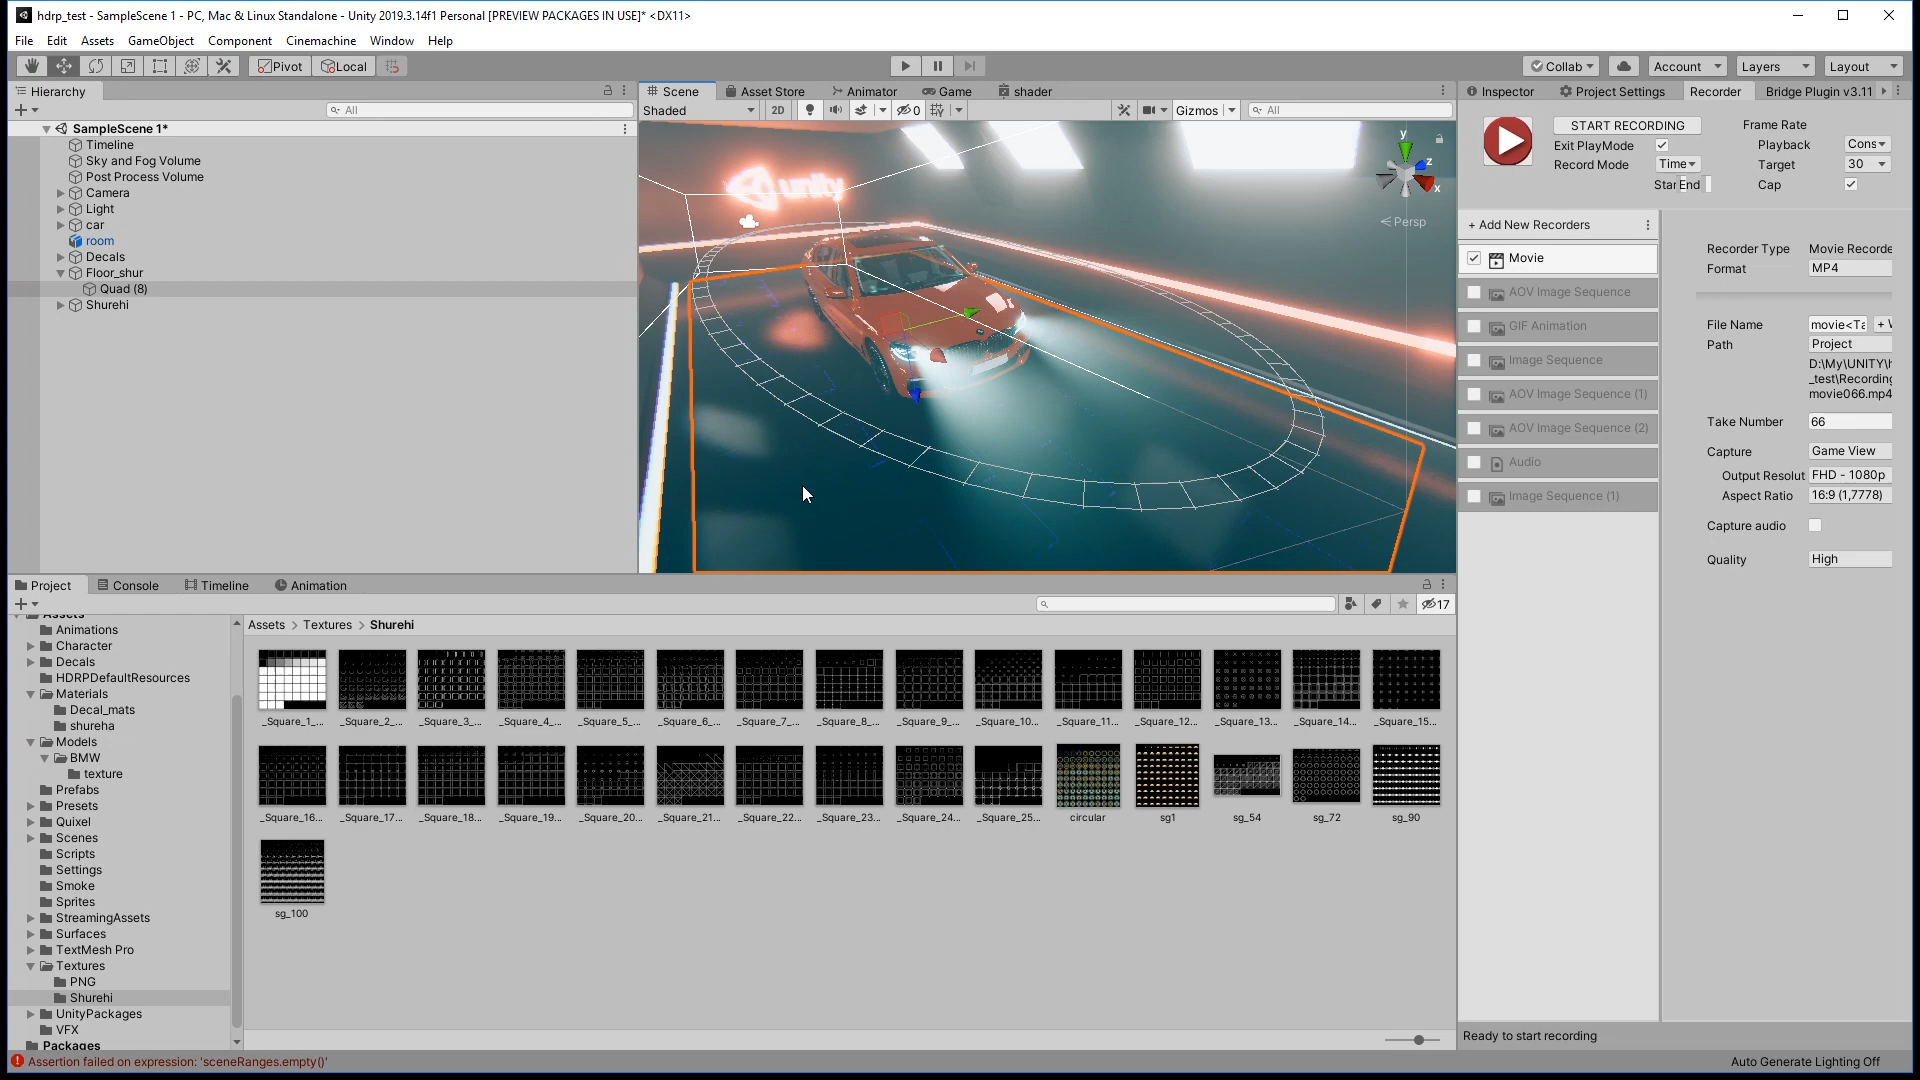 hdrp_test - SampleScene 1 - PC, Mac & Linux Standalone - Unity 2019.3.14f1 Personal [PREVIEW PACKAGES IN USE]* <DX11>
File Edit Assets GameObject Component Cinemachine Window Help
Pivot Local Collab Account Layers Layout
Hierarchy
All
SampleScene 1*
Timeline
Sky and Fog Volume
Post Process Volume
Camera
Light
car
room
Decals
Floor_shur
Quad (8)
Shurehi
Scene Asset Store Animator Game shader
Shaded 2D 0 Gizmos All
unity
y
z
x
Persp
Inspector Project Settings Recorder Bridge Plugin v3.11
START RECORDING
Exit PlayMode
Record Mode Time
Star End
Frame Rate
Playback Cons
Target 30
Cap
+ Add New Recorders
Movie
AOV Image Sequence
GIF Animation
Image Sequence
AOV Image Sequence (1)
AOV Image Sequence (2)
Audio
Image Sequence (1)
Recorder Type Movie Recorde
Format MP4
File Name movie<Ta +
Path Project
D:\My\UNITY\h
_test\Recording
movie066.mp4
Take Number 66
Capture Game View
Output Resolut FHD - 1080p
Aspect Ratio 16:9 (1,7778)
Capture audio
Quality High
Ready to start recording
Project Console Timeline Animation
17
Assets
Animations
Character
Decals
HDRPDefaultResources
Materials
Decal_mats
shureha
Models
BMW
texture
Prefabs
Presets
Quixel
Scenes
Scripts
Settings
Smoke
Sprites
StreamingAssets
Surfaces
TextMesh Pro
Textures
PNG
Shurehi
UnityPackages
VFX
Packages
Assets > Textures > Shurehi
_Square_1_... _Square_2_... _Square_3_... _Square_4_... _Square_5_... _Square_6_... _Square_7_... _Square_8_... _Square_9_... _Square_10... _Square_11... _Square_12... _Square_13... _Square_14... _Square_15...
_Square_16... _Square_17... _Square_18... _Square_19... _Square_20... _Square_21... _Square_22... _Square_23... _Square_24... _Square_25... circular sg1 sg_54 sg_72 sg_90
sg_100
Assertion failed on expression: 'sceneRanges.empty()'
Auto Generate Lighting Off